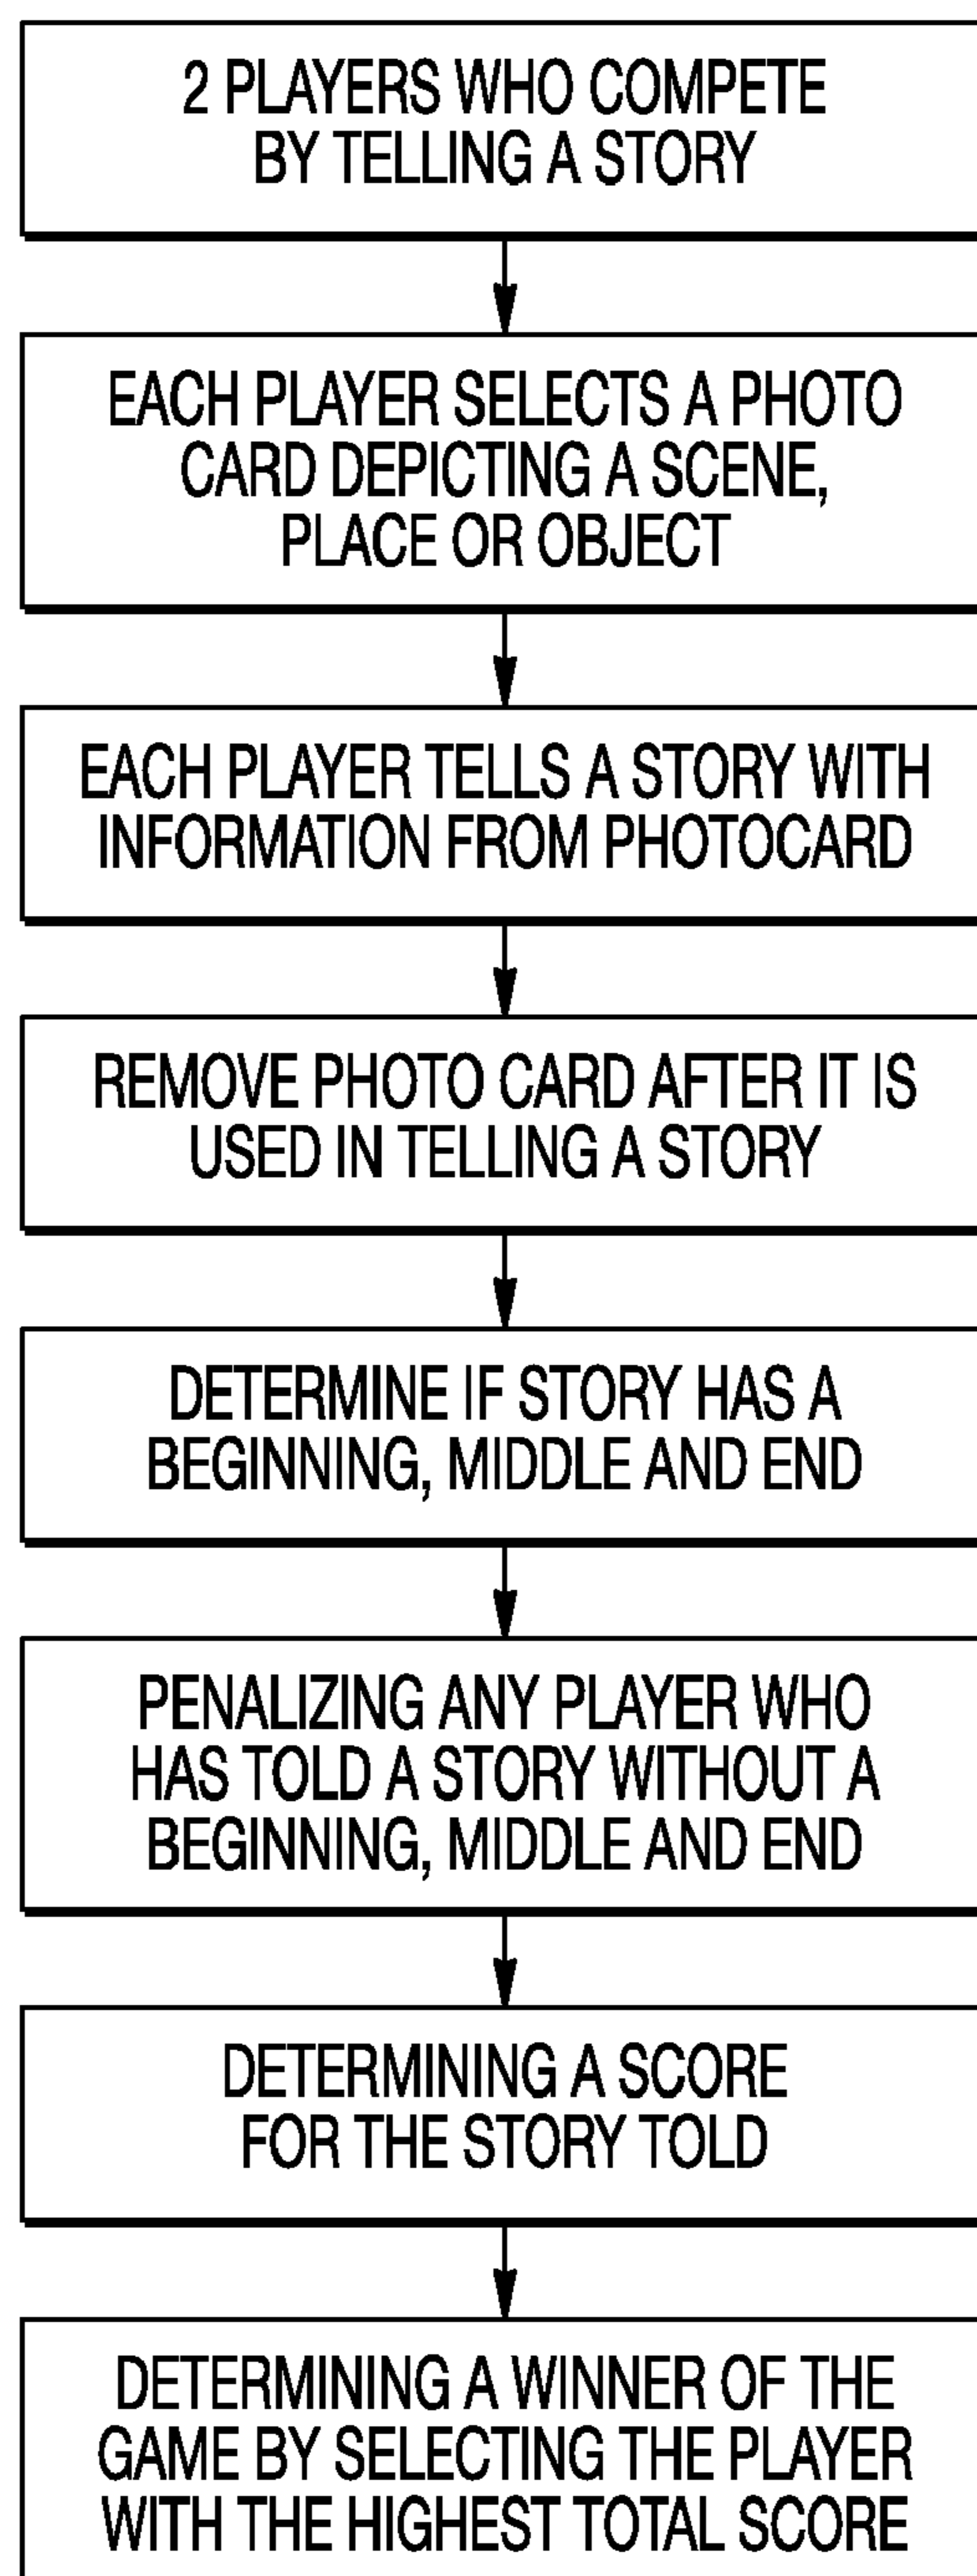 2 PLAYERS WHO COMPETE
BY TELLING A STORY
EACH PLAYER SELECTS A PHOTO
CARD DEPICTING A SCENE,
PLACE OR OBJECT
EACH PLAYER TELLS A STORY WITH
INFORMATION FROM PHOTOCARD
REMOVE PHOTO CARD AFTER IT IS
USED IN TELLING A STORY
DETERMINE IF STORY HAS A
BEGINNING, MIDDLE AND END
PENALIZING ANY PLAYER WHO
HAS TOLD A STORY WITHOUT A
BEGINNING, MIDDLE AND END
DETERMINING A SCORE
FOR THE STORY TOLD
DETERMINING A WINNER OF THE
GAME BY SELECTING THE PLAYER
WITH THE HIGHEST TOTAL SCORE